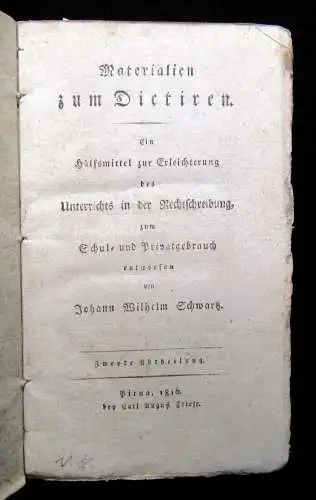 Materialien
zum Dictiren.
Ein
Hülfsmittel zur Erleichterung
des
Unterrichts in der Rechtschreibung,
zum
Schul- und Privatgebrauch
entworfen
von
Johann Wilhelm Schwartz.
Zweyte Abtheilung.
Pirna, 1816.
bey Carl August Friese.